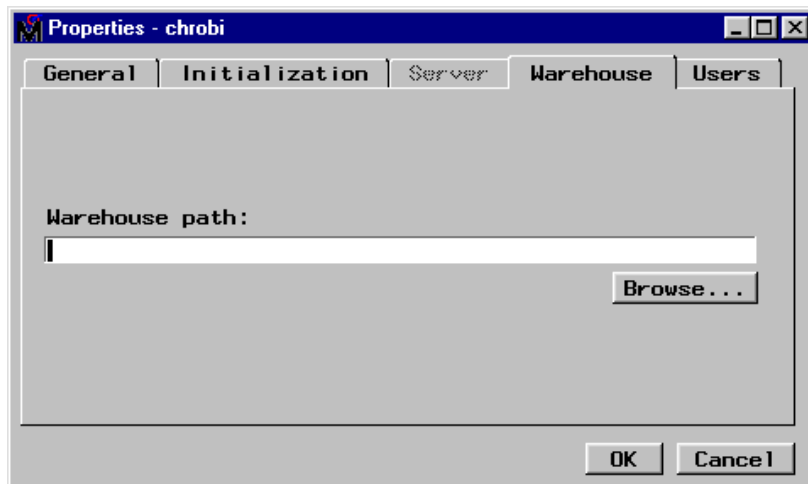 Properties - chrobi
General Initialization Server Warehouse Users
Warehouse path:
Browse...
OK Cancel